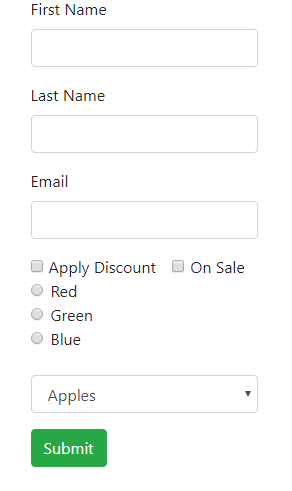 First Name
Last Name
Email
Apply Discount On Sale
Red
Green
Blue
Apples
Submit